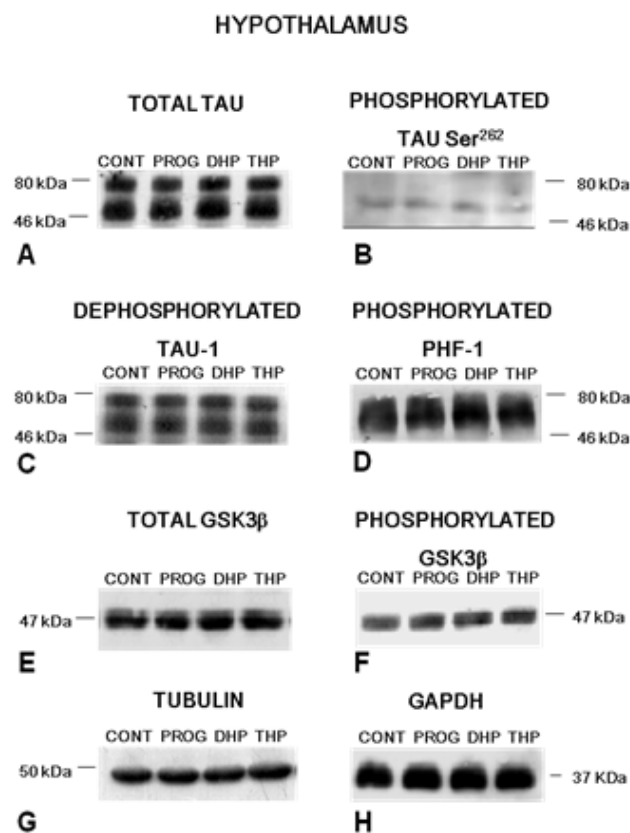 HYPOTHALAMUS
TOTAL TAU
CONT PROG DHP THP
80 kDa
46 kDa
A
PHOSPHORYLATED
TAU Ser²⁶²
CONT PROG DHP THP
80 kDa
46 kDa
B
DEPHOSPHORYLATED
TAU-1
CONT PROG DHP THP
80 kDa
46 kDa
C
PHOSPHORYLATED
PHF-1
CONT PROG DHP THP
80 kDa
46 kDa
D
TOTAL GSK3β
CONT PROG DHP THP
47 kDa
E
PHOSPHORYLATED
GSK3β
CONT PROG DHP THP
47 kDa
F
TUBULIN
CONT PROG DHP THP
50 kDa
G
GAPDH
CONT PROG DHP THP
37 KDa
H